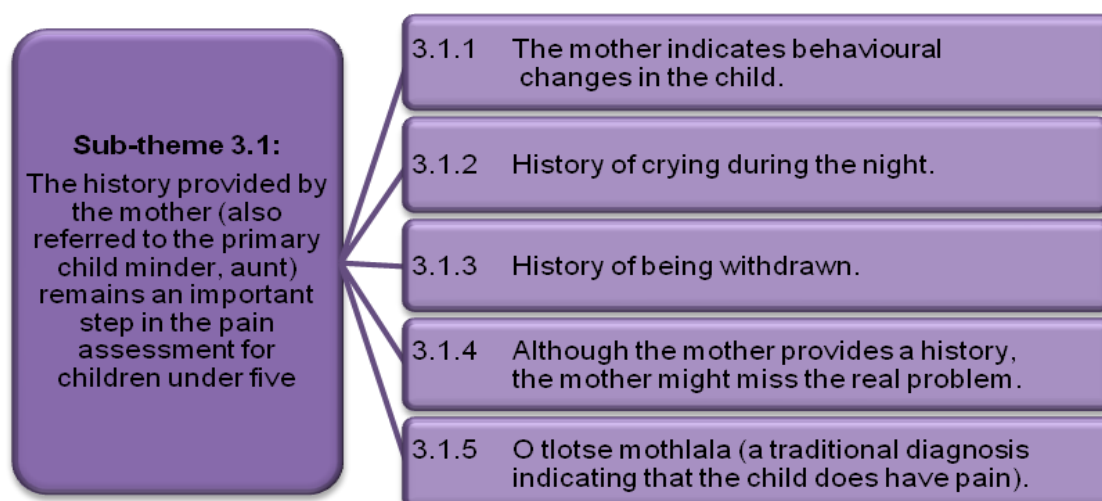 Sub-theme 3.1:
The history provided by
the mother (also
referred to the primary
child minder, aunt)
remains an important
step in the pain
assessment for
children under five
3.1.1 The mother indicates behavioural
changes in the child.
3.1.2 History of crying during the night.
3.1.3 History of being withdrawn.
3.1.4 Although the mother provides a history,
the mother might miss the real problem.
3.1.5 O tlotse mothlala (a traditional diagnosis
indicating that the child does have pain).